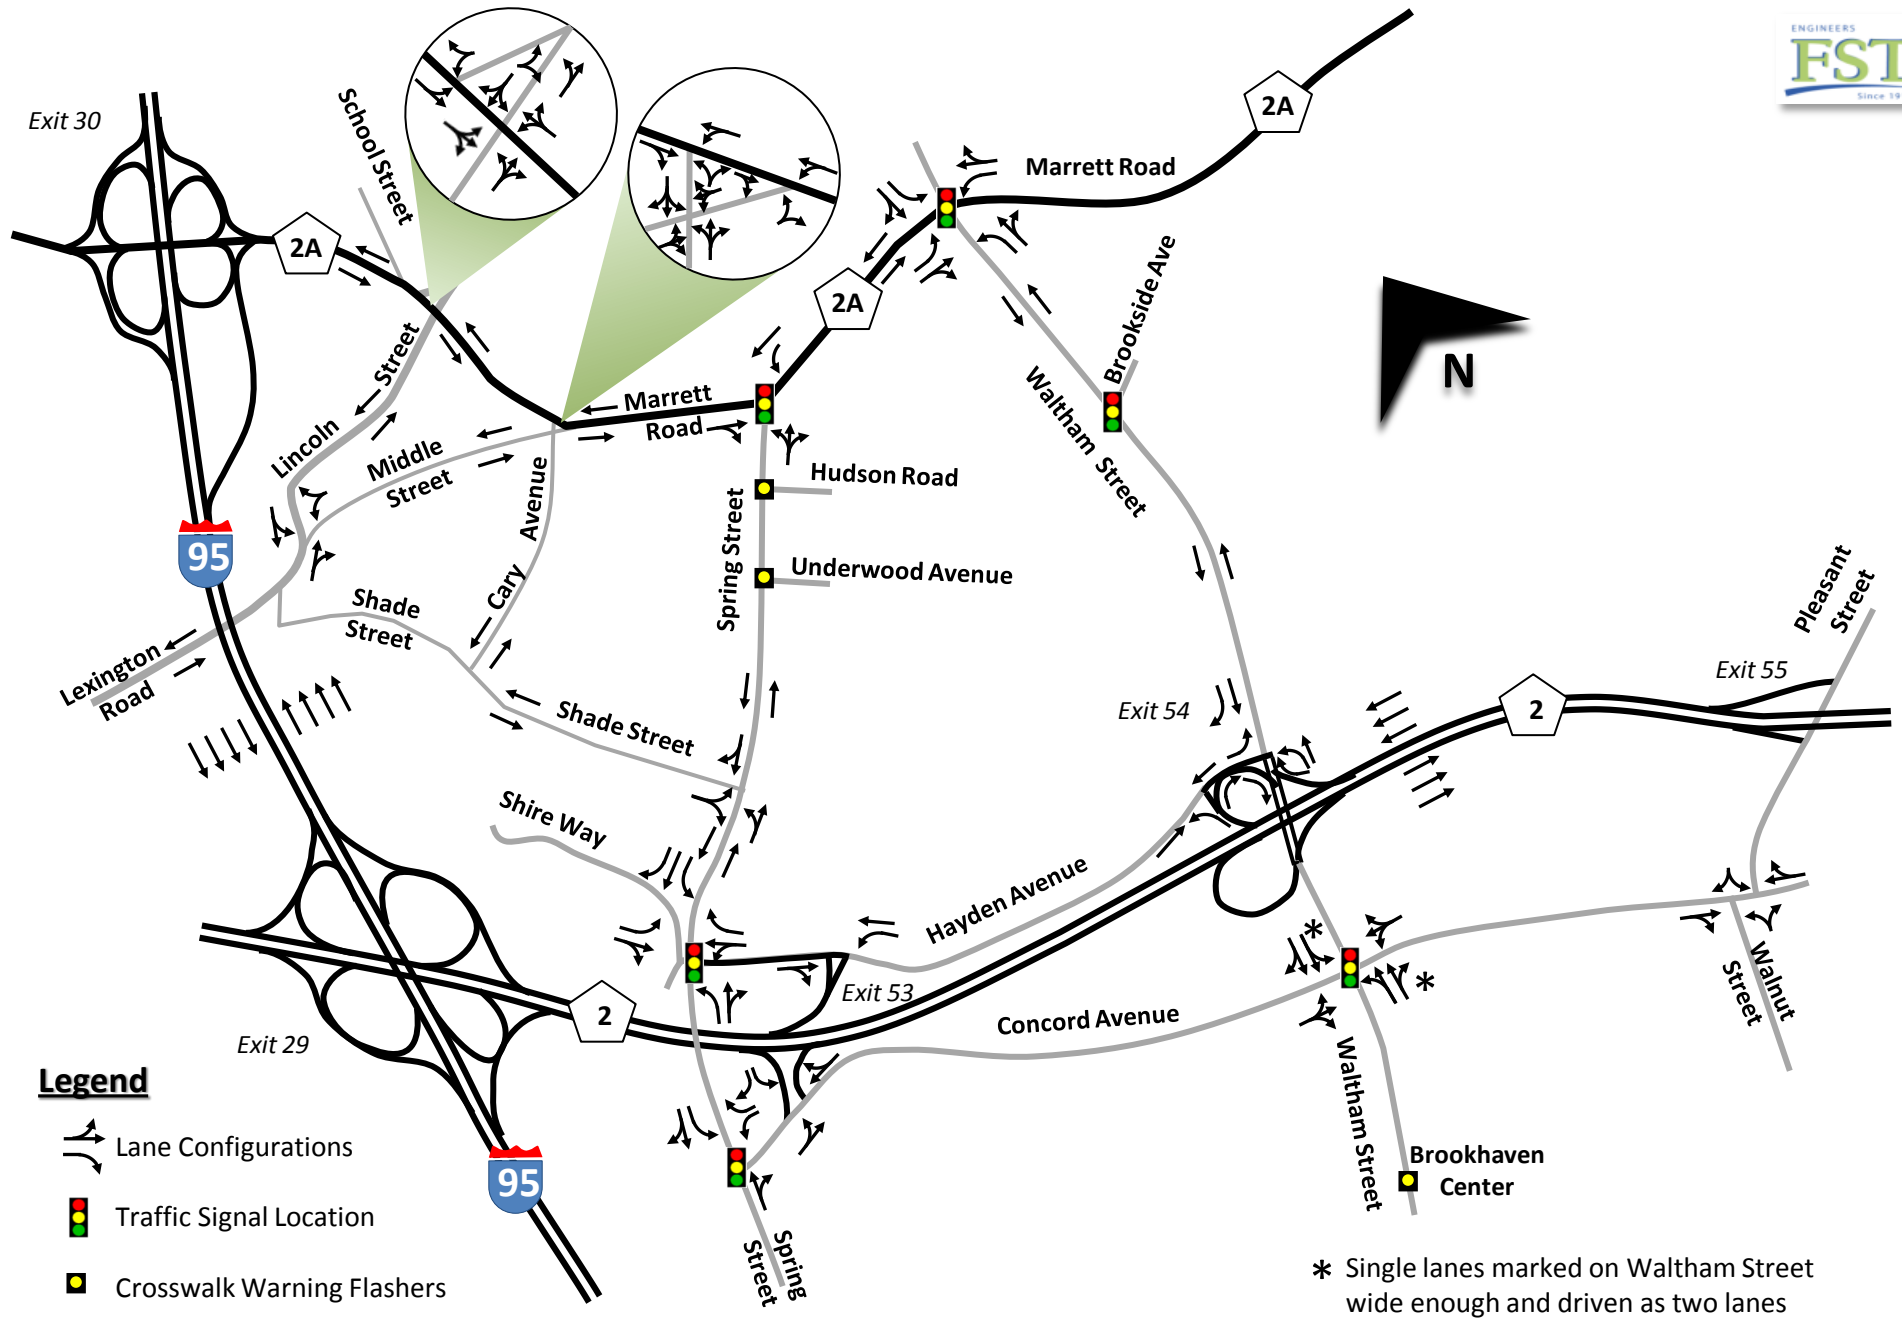 ENGINEERS
FST
Since 19
Exit 30
School Street
2A
2A
Marrett Road
2A
Brookside Ave
N
Street
Lincoln
Marrett
Road
Middle
Street
Waltham Street
Avenue
Cary
Hudson Road
Spring Street
Underwood Avenue
95
Shade
Street
Pleasant
Street
Lexington
Road
Exit 55
Exit 54
2
Shade Street
Shire Way
Hayden Avenue
Walnut
Street
Exit 53
2
Concord Avenue
Exit 29
Waltham Street
Legend
Lane Configurations
95
Brookhaven
Center
Traffic Signal Location
Spring
Street
Crosswalk Warning Flashers
* Single lanes marked on Waltham Street
wide enough and driven as two lanes
*
*